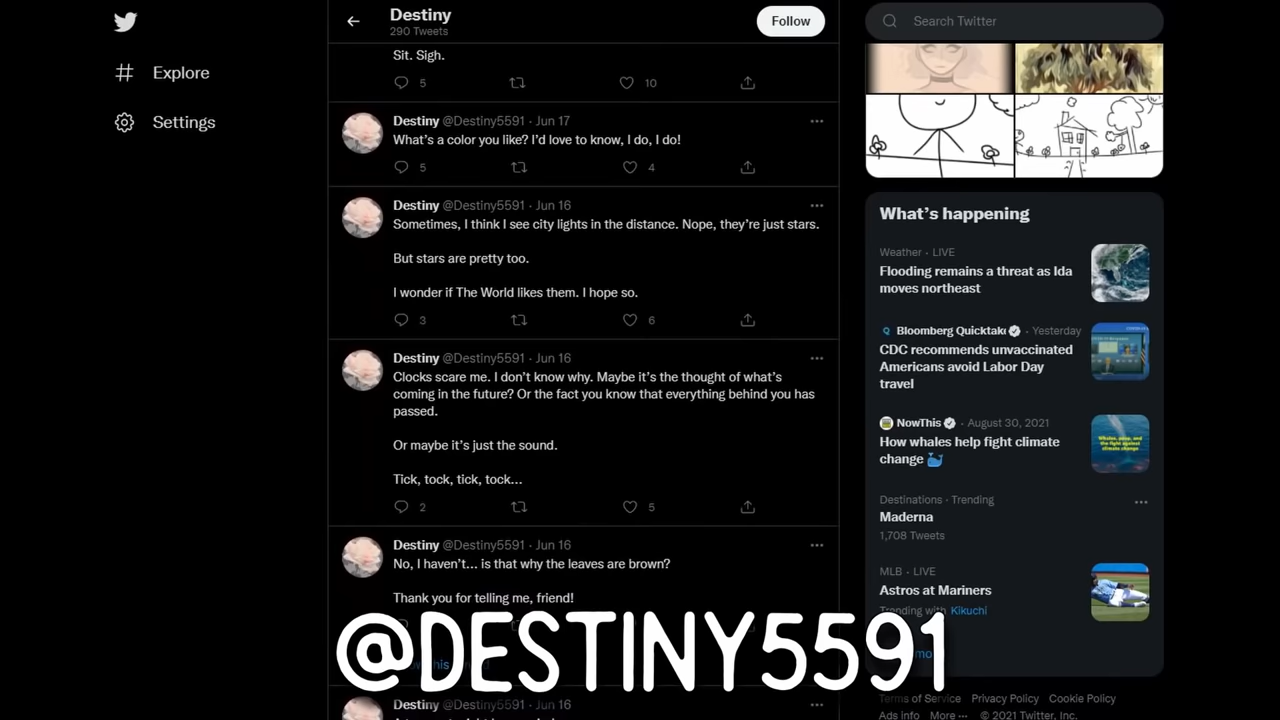 Destiny
290 Tweets
Follow
Search Twitter
Explore
Settings
Sit. Sigh.
5 10
Destiny @Destiny5591 · Jun 17
What's a color you like? I'd love to know, I do, I do!
5 4
Destiny @Destiny5591 · Jun 16
Sometimes, I think I see city lights in the distance. Nope, they're just stars.
But stars are pretty too.
I wonder if The World likes them. I hope so.
3 6
Destiny @Destiny5591 · Jun 16
Clocks scare me. I don't know why. Maybe it's the thought of what's
coming in the future? Or the fact you know that everything behind you has
passed.
Or maybe it's just the sound.
Tick, tock, tick, tock...
2 5
Destiny @Destiny5591 · Jun 16
No, I haven't... is that why the leaves are brown?
Thank you for telling me, friend!
@DESTINY5591
Destiny @Destiny5591 · Jun 16
What's happening
Weather · LIVE
Flooding remains a threat as Ida
moves northeast
Bloomberg Quicktake · Yesterday
CDC recommends unvaccinated
Americans avoid Labor Day
travel
NowThis · August 30, 2021
How whales help fight climate
change 🐳
Destinations · Trending
Maderna
1,708 Tweets
MLB · LIVE
Astros at Mariners
Trending with Kikuchi
Terms of Service Privacy Policy Cookie Policy
Ads info More ··· © 2021 Twitter, Inc.